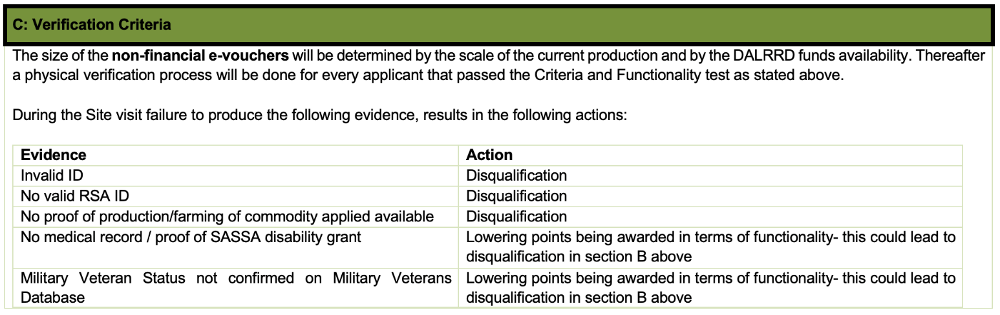 C: Verification Criteria
The size of the non-financial e-vouchers will be determined by the scale of the current production and by the DALRRD funds availability. Thereafter
a physical verification process will be done for every applicant that passed the Criteria and Functionality test as stated above.
During the Site visit failure to produce the following evidence, results in the following actions:
Evidence Action
Invalid ID Disqualification
No valid RSA ID Disqualification
No proof of production/farming of commodity applied available Disqualification
No medical record / proof of SASSA disability grant Lowering points being awarded in terms of functionality- this could lead to
disqualification in section B above
Military Veteran Status not confirmed on Military Veterans Lowering points being awarded in terms of functionality- this could lead to
Database disqualification in section B above